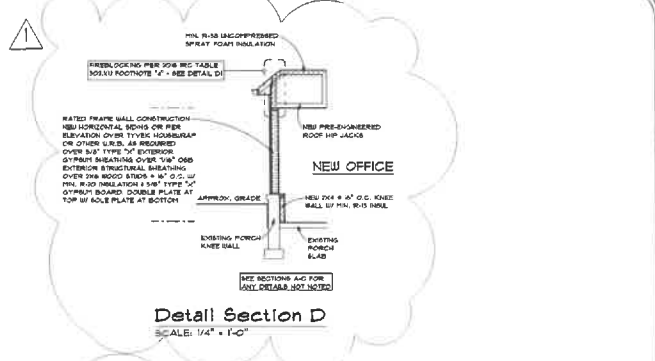 1
MIN. R-38 UNCOMPRESSED
SPRAY FOAM INSULATION
FIREBLOCKING PER 2018 IRC TABLE
FOOTNOTE "A" - SEE DETAIL D1
RATED FRAME WALL CONSTRUCTION
NEW HORIZONTAL SIDING OR PER
ELEVATION OVER TYVEK HOUSEWRAP
OR OTHER W.R.B. AS REQUIRED
OVER 5/8" TYPE "X" EXTERIOR
GYPSUM SHEATHING OVER 7/16" OSB
EXTERIOR STRUCTURAL SHEATHING
OVER 2X6 WOOD STUDS @ 16" O.C. W/
MIN. R-20 INSULATION & 5/8" TYPE "X"
GYPSUM BOARD. DOUBLE PLATE AT
TOP W/ SOLE PLATE AT BOTTOM
NEW PRE-ENGINEERED
ROOF HIP JACKS
NEW OFFICE
APPROX. GRADE
NEW 2X4 @ 16" O.C. KNEE
WALL W/ MIN. R-15 INSUL
EXISTING PORCH
KNEE WALL
EXISTING
PORCH
SLAB
SEE SECTIONS A-C FOR
ANY DETAILS NOT NOTED
Detail Section D
SCALE: 1/4" = 1'-0"